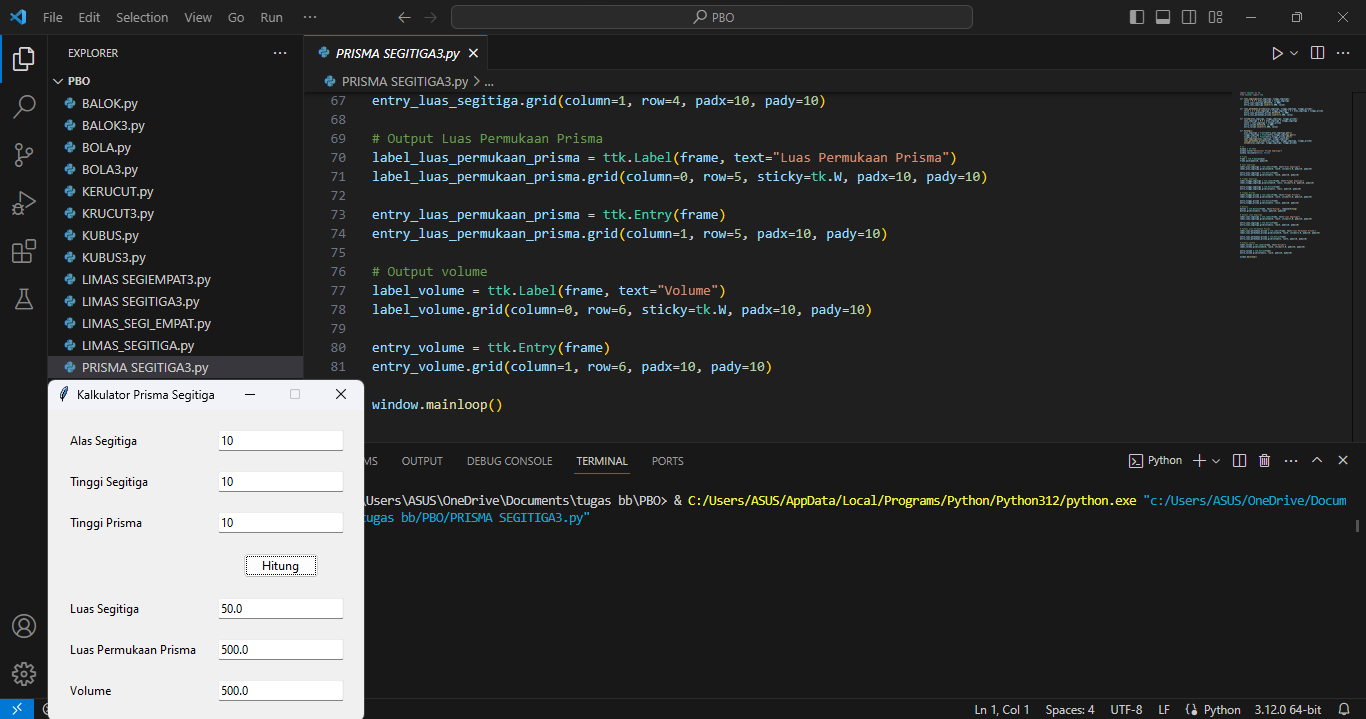 File Edit Selection View Go Run ···
PBO
EXPLORER
PRISMA SEGITIGA3.py
PRISMA SEGITIGA3.py > ...
PBO
BALOK.py
BALOK3.py
BOLA.py
BOLA3.py
KERUCUT.py
KRUCUT3.py
KUBUS.py
KUBUS3.py
LIMAS SEGIEMPAT3.py
LIMAS SEGITIGA3.py
LIMAS_SEGI_EMPAT.py
LIMAS_SEGITIGA.py
PRISMA SEGITIGA3.py
67 entry_luas_segitiga.grid(column=1, row=4, padx=10, pady=10)
68
69 # Output Luas Permukaan Prisma
70 label_luas_permukaan_prisma = ttk.Label(frame, text="Luas Permukaan Prisma")
71 label_luas_permukaan_prisma.grid(column=0, row=5, sticky=tk.W, padx=10, pady=10)
72
73 entry_luas_permukaan_prisma = ttk.Entry(frame)
74 entry_luas_permukaan_prisma.grid(column=1, row=5, padx=10, pady=10)
75
76 # Output volume
77 label_volume = ttk.Label(frame, text="Volume")
78 label_volume.grid(column=0, row=6, sticky=tk.W, padx=10, pady=10)
79
80 entry_volume = ttk.Entry(frame)
81 entry_volume.grid(column=1, row=6, padx=10, pady=10)
window.mainloop()
Kalkulator Prisma Segitiga
Alas Segitiga 10
Tinggi Segitiga 10
Tinggi Prisma 10
Hitung
Luas Segitiga 50.0
Luas Permukaan Prisma 500.0
Volume 500.0
MS OUTPUT DEBUG CONSOLE TERMINAL PORTS
Python
\Users\ASUS\OneDrive\Documents\tugas bb\PBO> & C:/Users/ASUS/AppData/Local/Programs/Python/Python312/python.exe "c:/Users/ASUS/OneDrive/Docum
tugas bb/PBO/PRISMA SEGITIGA3.py"
Ln 1, Col 1 Spaces: 4 UTF-8 LF Python 3.12.0 64-bit